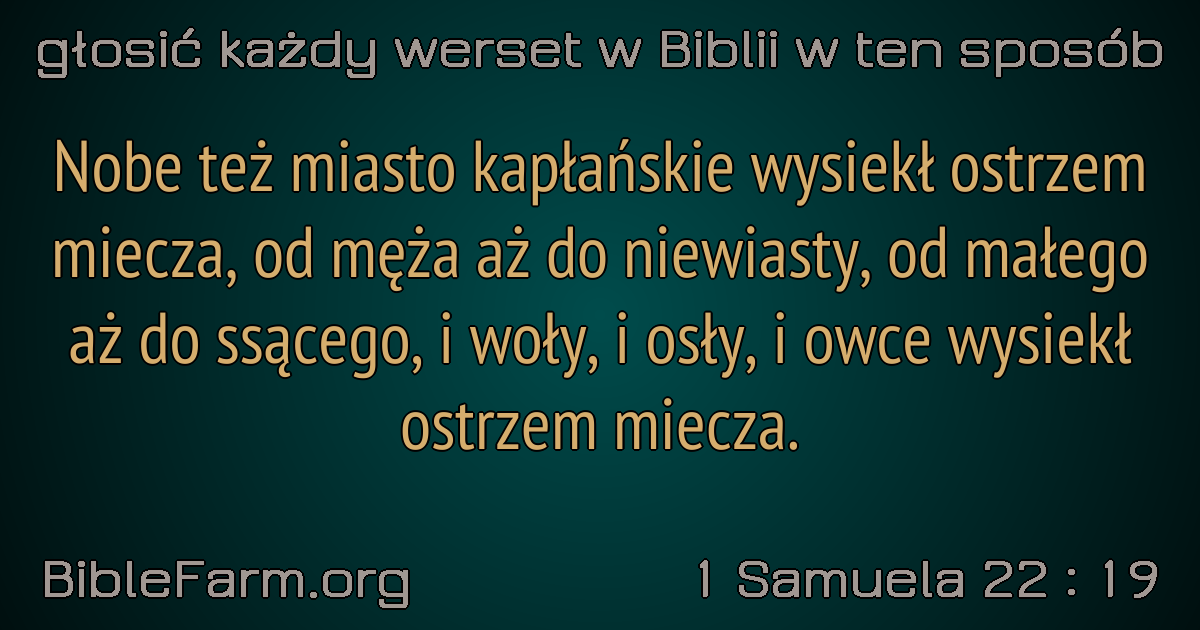 głosić każdy werset w Biblii w ten sposób
Nobe też miasto kapłańskie wysiekł ostrzem
miecza, od męża aż do niewiasty, od małego
aż do ssącego, i woły, i osły, i owce wysiekł
ostrzem miecza.
BibleFarm.org
1 Samuela 22 : 19